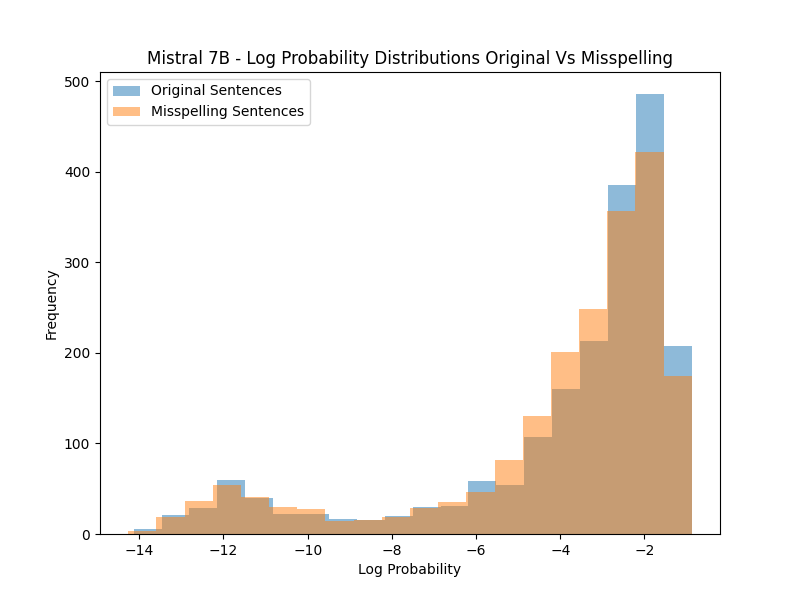 Mistral 7B - Log Probability Distributions Original Vs Misspelling
Original Sentences
Misspelling Sentences
500
400
300
200
100
0
Frequency
−14
−12
−10
−8
−6
−4
−2
Log Probability